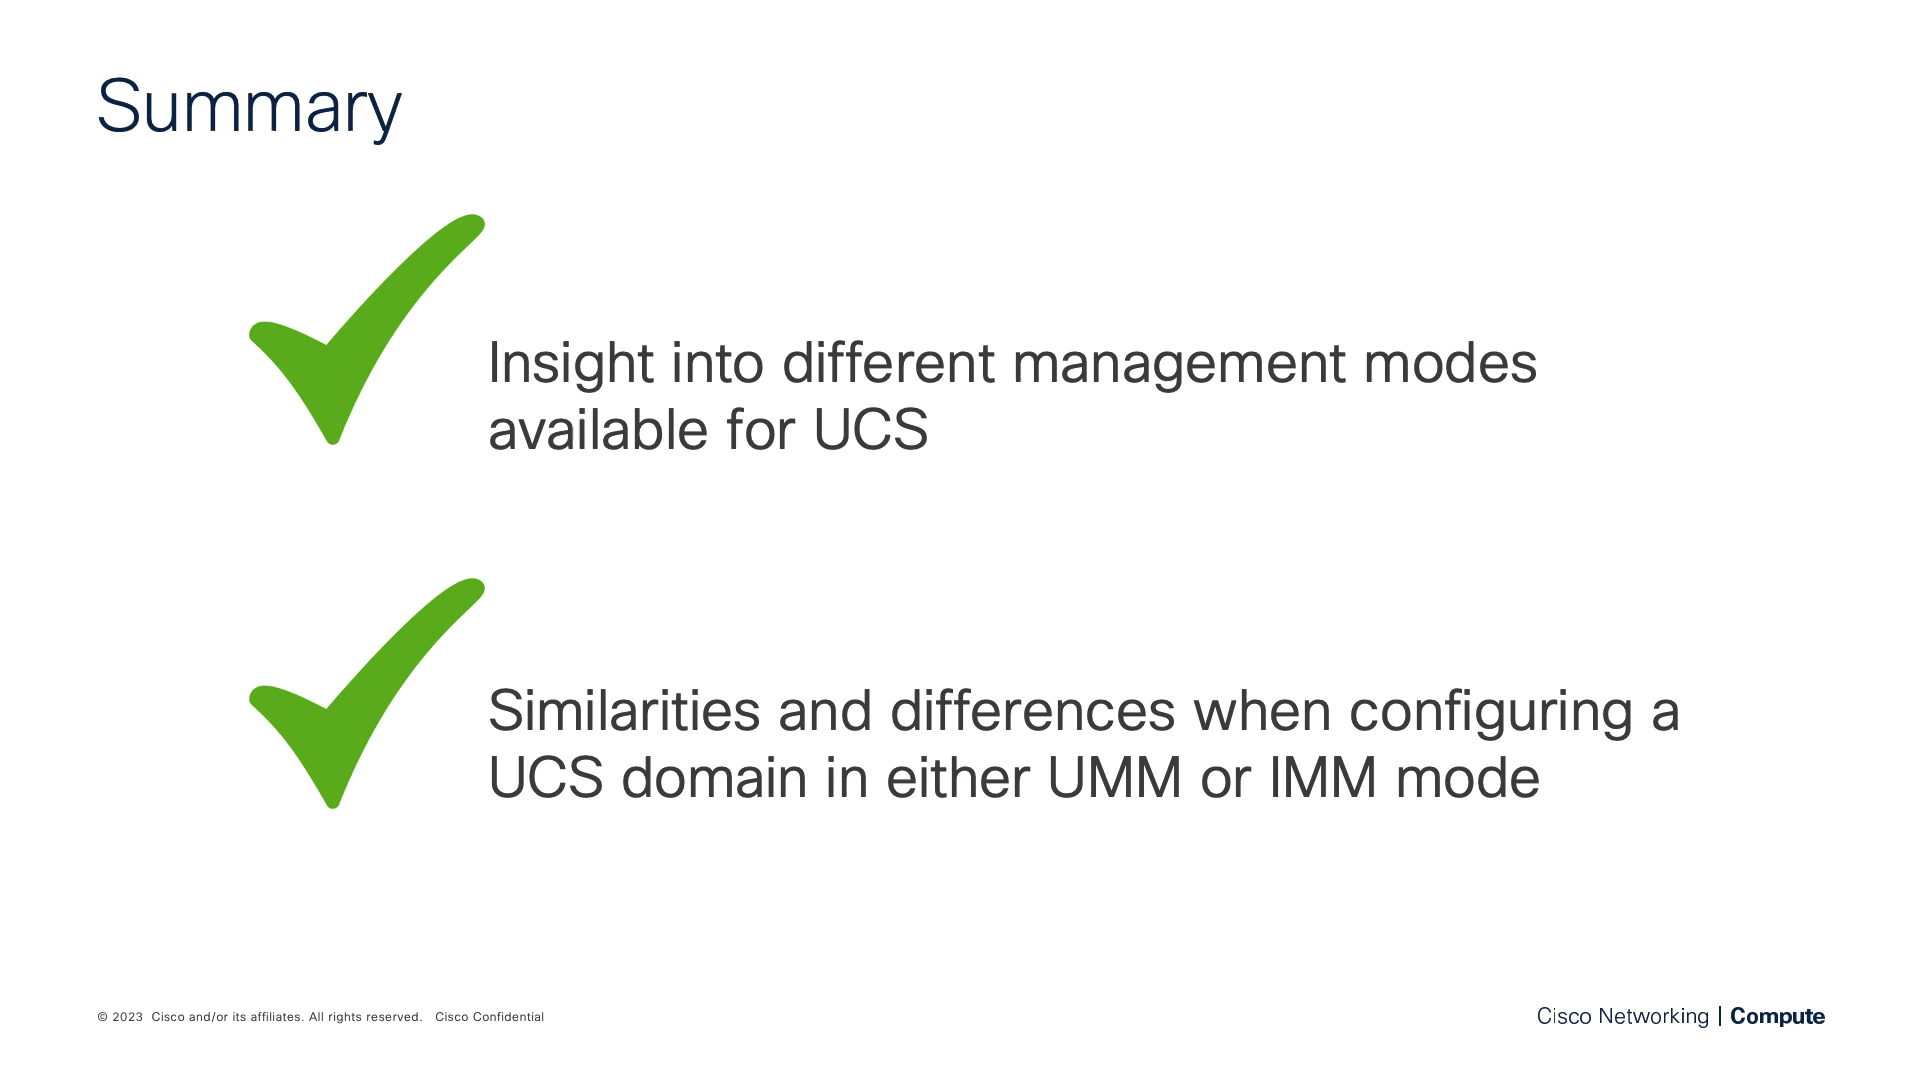 Summary
Insight into different management modes
available for UCS
Similarities and differences when configuring a
UCS domain in either UMM or IMM mode
© 2023 Cisco and/or its affiliates. All rights reserved. Cisco Confidential
Cisco Networking | Compute